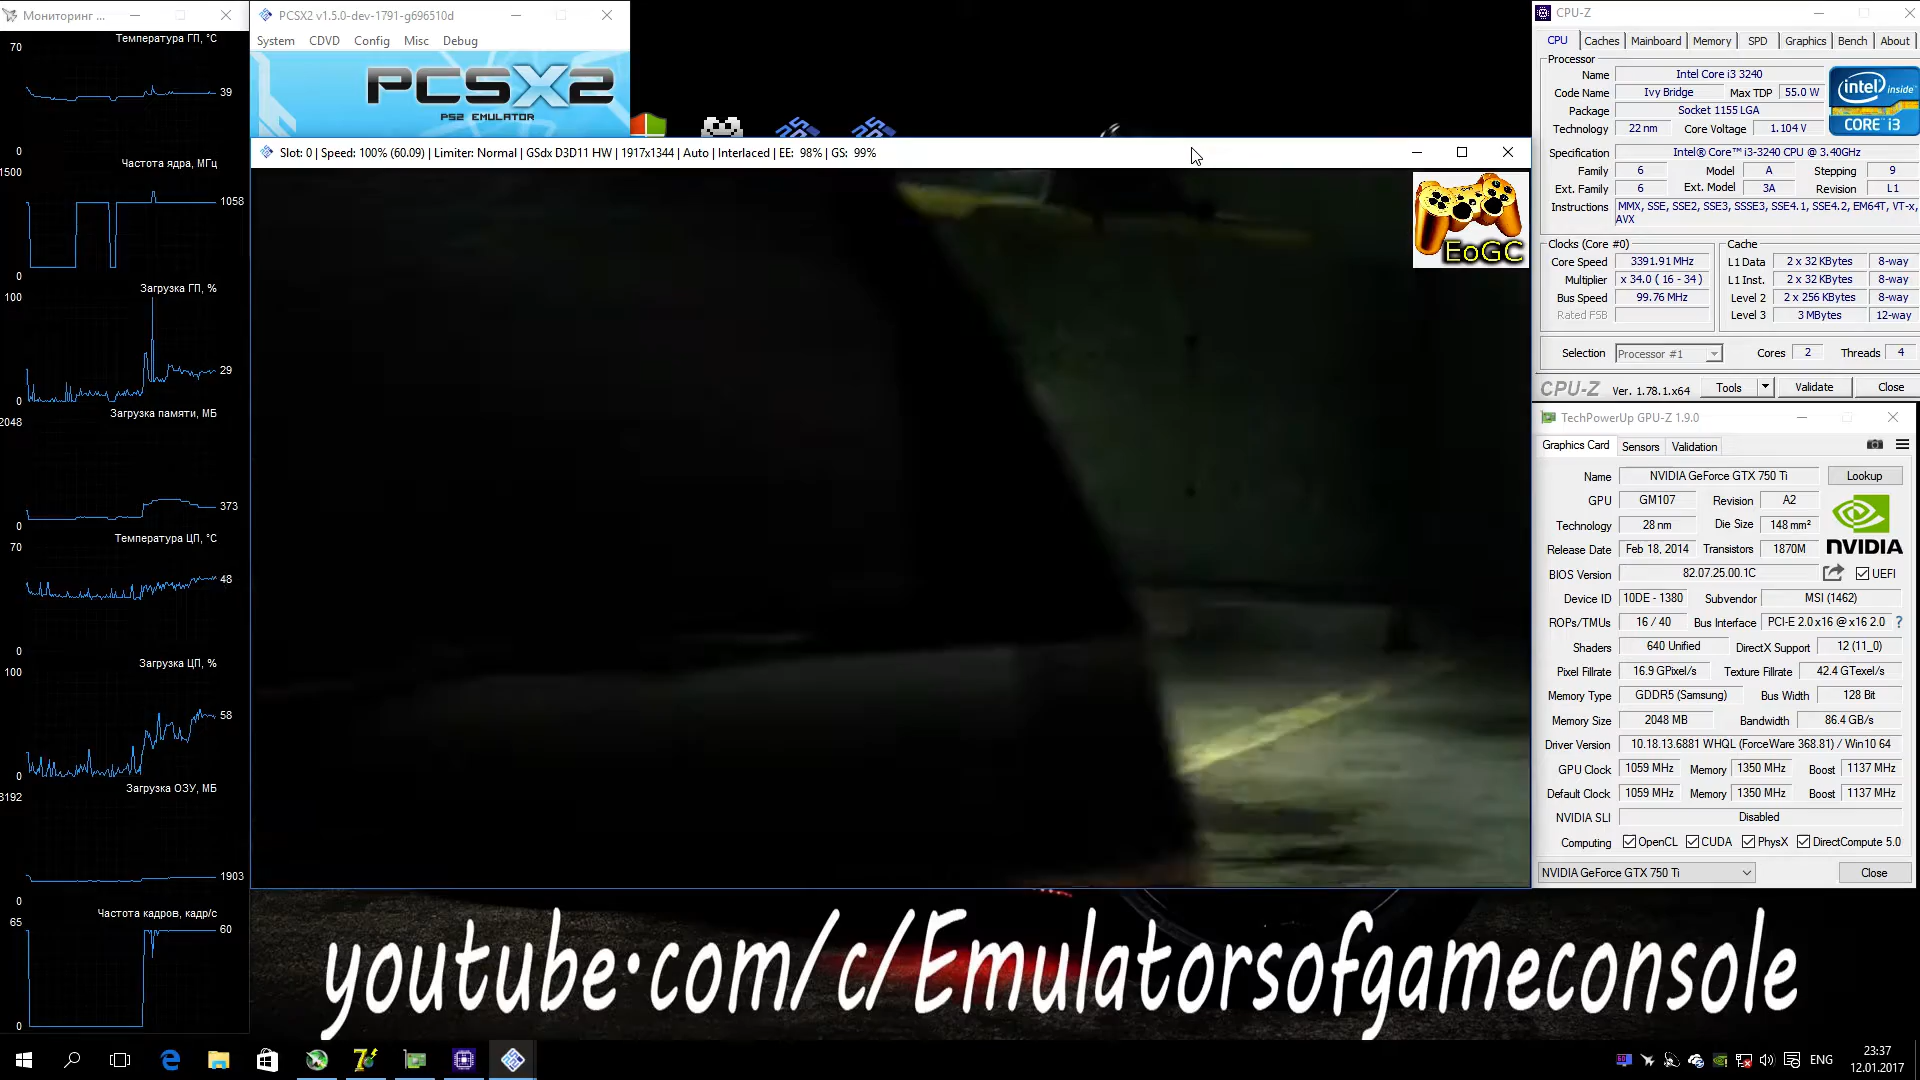 Мониторинг ...
Температура ГП, °C
70
39
0
Частота ядра, МГц
1500
1058
0
Загрузка ГП, %
100
29
0
Загрузка памяти, МБ
2048
373
0
Температура ЦП, °C
70
48
0
Загрузка ЦП, %
100
58
0
Загрузка ОЗУ, МБ
8192
1903
0
Частота кадров, кадр/с
65
60
0
PCSX2 v1.5.0-dev-1791-g696510d
System CDVD Config Misc Debug
PCSX2
PS2 EMULATOR
Slot: 0 | Speed: 100% (60.09) | Limiter: Normal | GSdx D3D11 HW | 1917x1344 | Auto | Interlaced | EE: 98% | GS: 99%
EoGC
CPU-Z
CPU Caches Mainboard Memory SPD Graphics Bench About
Processor
Name Intel Core i3 3240
Code Name Ivy Bridge Max TDP 55.0 W
Package Socket 1155 LGA
Technology 22 nm Core Voltage 1.104 V
intel inside™
CORE i3
Specification Intel® Core™ i3-3240 CPU @ 3.40GHz
Family 6 Model A Stepping 9
Ext. Family 6 Ext. Model 3A Revision L1
Instructions MMX, SSE, SSE2, SSE3, SSSE3, SSE4.1, SSE4.2, EM64T, VT-x,
AVX
Clocks (Core #0) Cache
Core Speed 3391.91 MHz L1 Data 2 x 32 KBytes 8-way
Multiplier x 34.0 ( 16 - 34 ) L1 Inst. 2 x 32 KBytes 8-way
Bus Speed 99.76 MHz Level 2 2 x 256 KBytes 8-way
Rated FSB Level 3 3 MBytes 12-way
Selection Processor #1 Cores 2 Threads 4
CPU-Z Ver. 1.78.1.x64 Tools Validate Close
TechPowerUp GPU-Z 1.9.0
Graphics Card Sensors Validation
Name NVIDIA GeForce GTX 750 Ti Lookup
GPU GM107 Revision A2
Technology 28 nm Die Size 148 mm²
Release Date Feb 18, 2014 Transistors 1870M
NVIDIA
BIOS Version 82.07.25.00.1C UEFI
Device ID 10DE - 1380 Subvendor MSI (1462)
ROPs/TMUs 16 / 40 Bus Interface PCI-E 2.0 x16 @ x16 2.0 ?
Shaders 640 Unified DirectX Support 12 (11_0)
Pixel Fillrate 16.9 GPixel/s Texture Fillrate 42.4 GTexel/s
Memory Type GDDR5 (Samsung) Bus Width 128 Bit
Memory Size 2048 MB Bandwidth 86.4 GB/s
Driver Version 10.18.13.6881 WHQL (ForceWare 368.81) / Win10 64
GPU Clock 1059 MHz Memory 1350 MHz Boost 1137 MHz
Default Clock 1059 MHz Memory 1350 MHz Boost 1137 MHz
NVIDIA SLI Disabled
Computing OpenCL CUDA PhysX DirectCompute 5.0
NVIDIA GeForce GTX 750 Ti Close
youtube.com/c/Emulatorsofgameconsole
ENG
23:37
12.01.2017